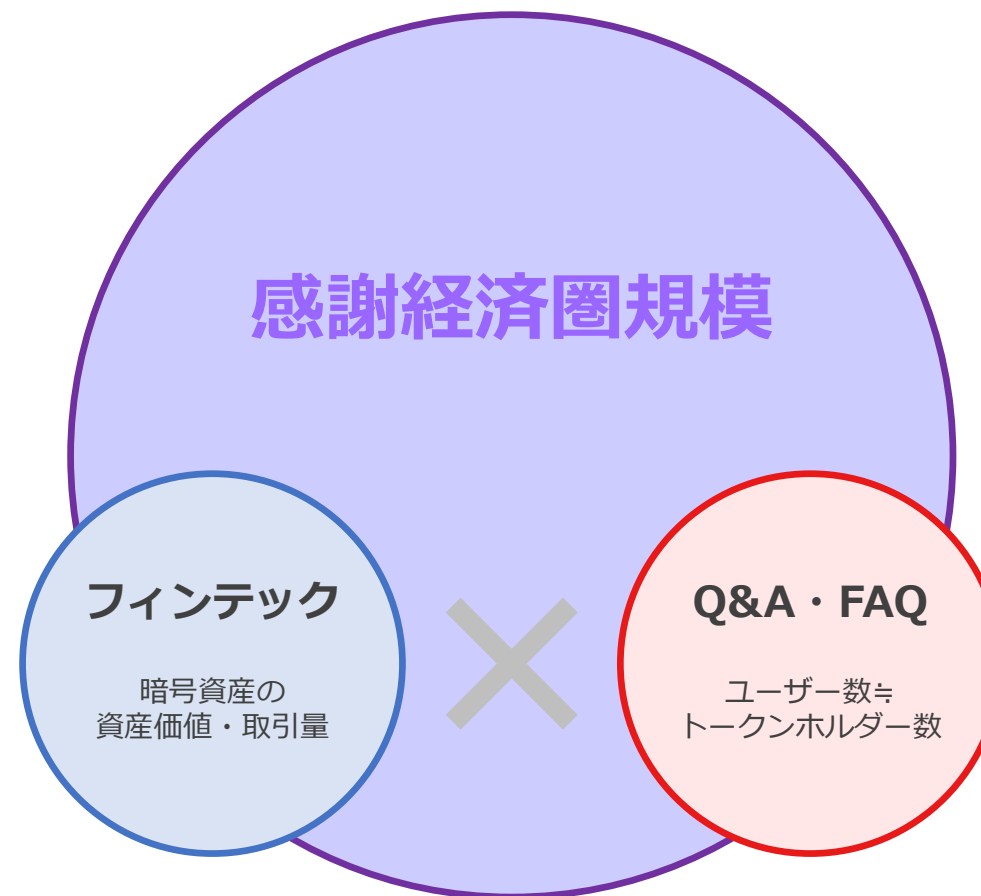 感謝経済圏規模
フィンテック
暗号資産の
資産価値・取引量
×
Q&A・FAQ
ユーザー数≒
トークンホルダー数